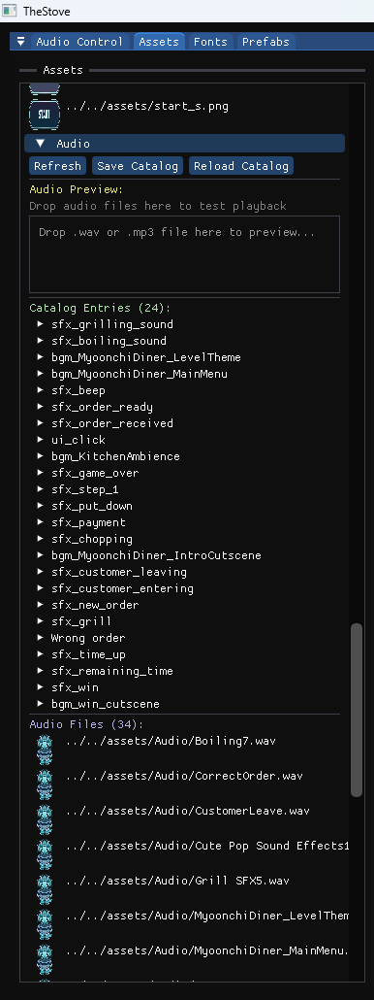 TheStove
Audio Control Assets Fonts Prefabs
Assets
START
../../assets/start_s.png
Audio
Refresh Save Catalog Reload Catalog
Audio Preview:
Drop audio files here to test playback
Drop .wav or .mp3 file here to preview...
Catalog Entries (24):
sfx_grilling_sound
sfx_boiling_sound
bgm_MyoonchiDiner_LevelTheme
bgm_MyoonchiDiner_MainMenu
sfx_beep
sfx_order_ready
sfx_order_received
ui_click
bgm_KitchenAmbience
sfx_game_over
sfx_step_1
sfx_put_down
sfx_payment
sfx_chopping
bgm_MyoonchiDiner_IntroCutscene
sfx_customer_leaving
sfx_customer_entering
sfx_new_order
sfx_grill
Wrong order
sfx_time_up
sfx_remaining_time
sfx_win
bgm_win_cutscene
Audio Files (34):
../../assets/Audio/Boiling7.wav
../../assets/Audio/CorrectOrder.wav
../../assets/Audio/CustomerLeave.wav
../../assets/Audio/Cute Pop Sound Effects1
../../assets/Audio/Grill SFX5.wav
../../assets/Audio/MyoonchiDiner_LevelThem
../../assets/Audio/MyoonchiDiner_MainMenu.